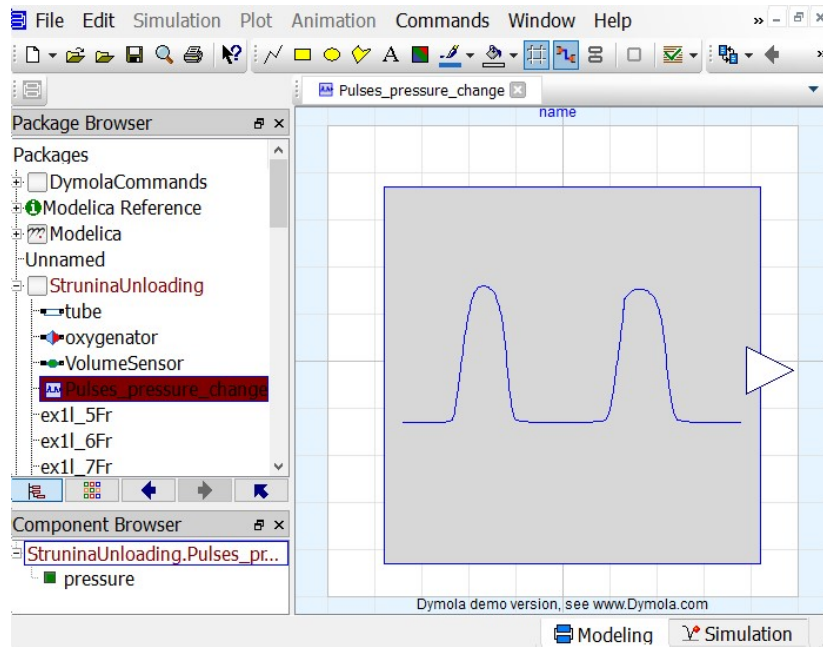 File Edit Simulation Plot Animation Commands Window Help »
A »
Pulses_pressure_change
Package Browser
Packages
DymolaCommands
Modelica Reference
Modelica
Unnamed
StruninaUnloading
tube
oxygenator
VolumeSensor
Pulses_pressure_change
ex1l_5Fr
ex1l_6Fr
ex1l_7Fr
Component Browser
StruninaUnloading.Pulses_pr...
pressure
name
Dymola demo version, see www.Dymola.com
Modeling Simulation